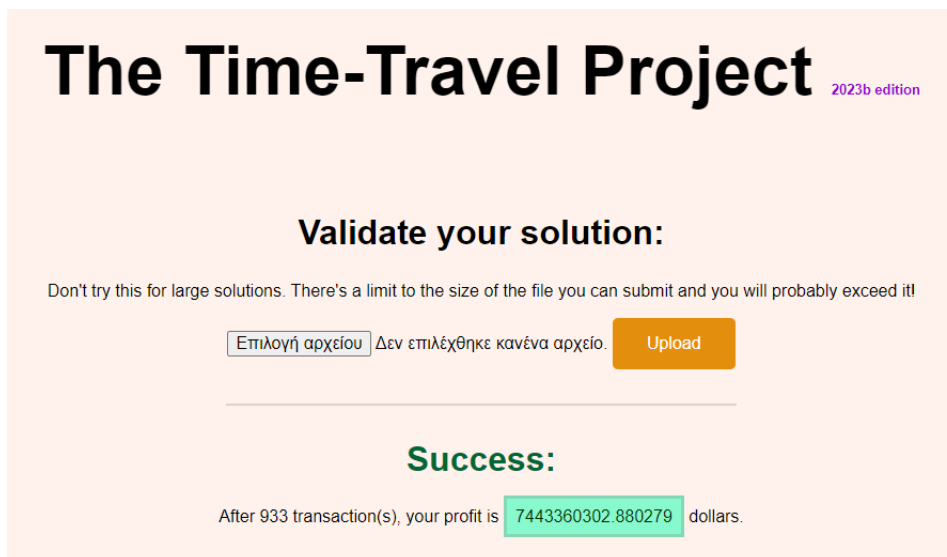 The Time-Travel Project 2023b edition
Validate your solution:
Don't try this for large solutions. There's a limit to the size of the file you can submit and you will probably exceed it!
Επιλογή αρχείου Δεν επιλέχθηκε κανένα αρχείο. Upload
Success:
After 933 transaction(s), your profit is 7443360302.880279 dollars.